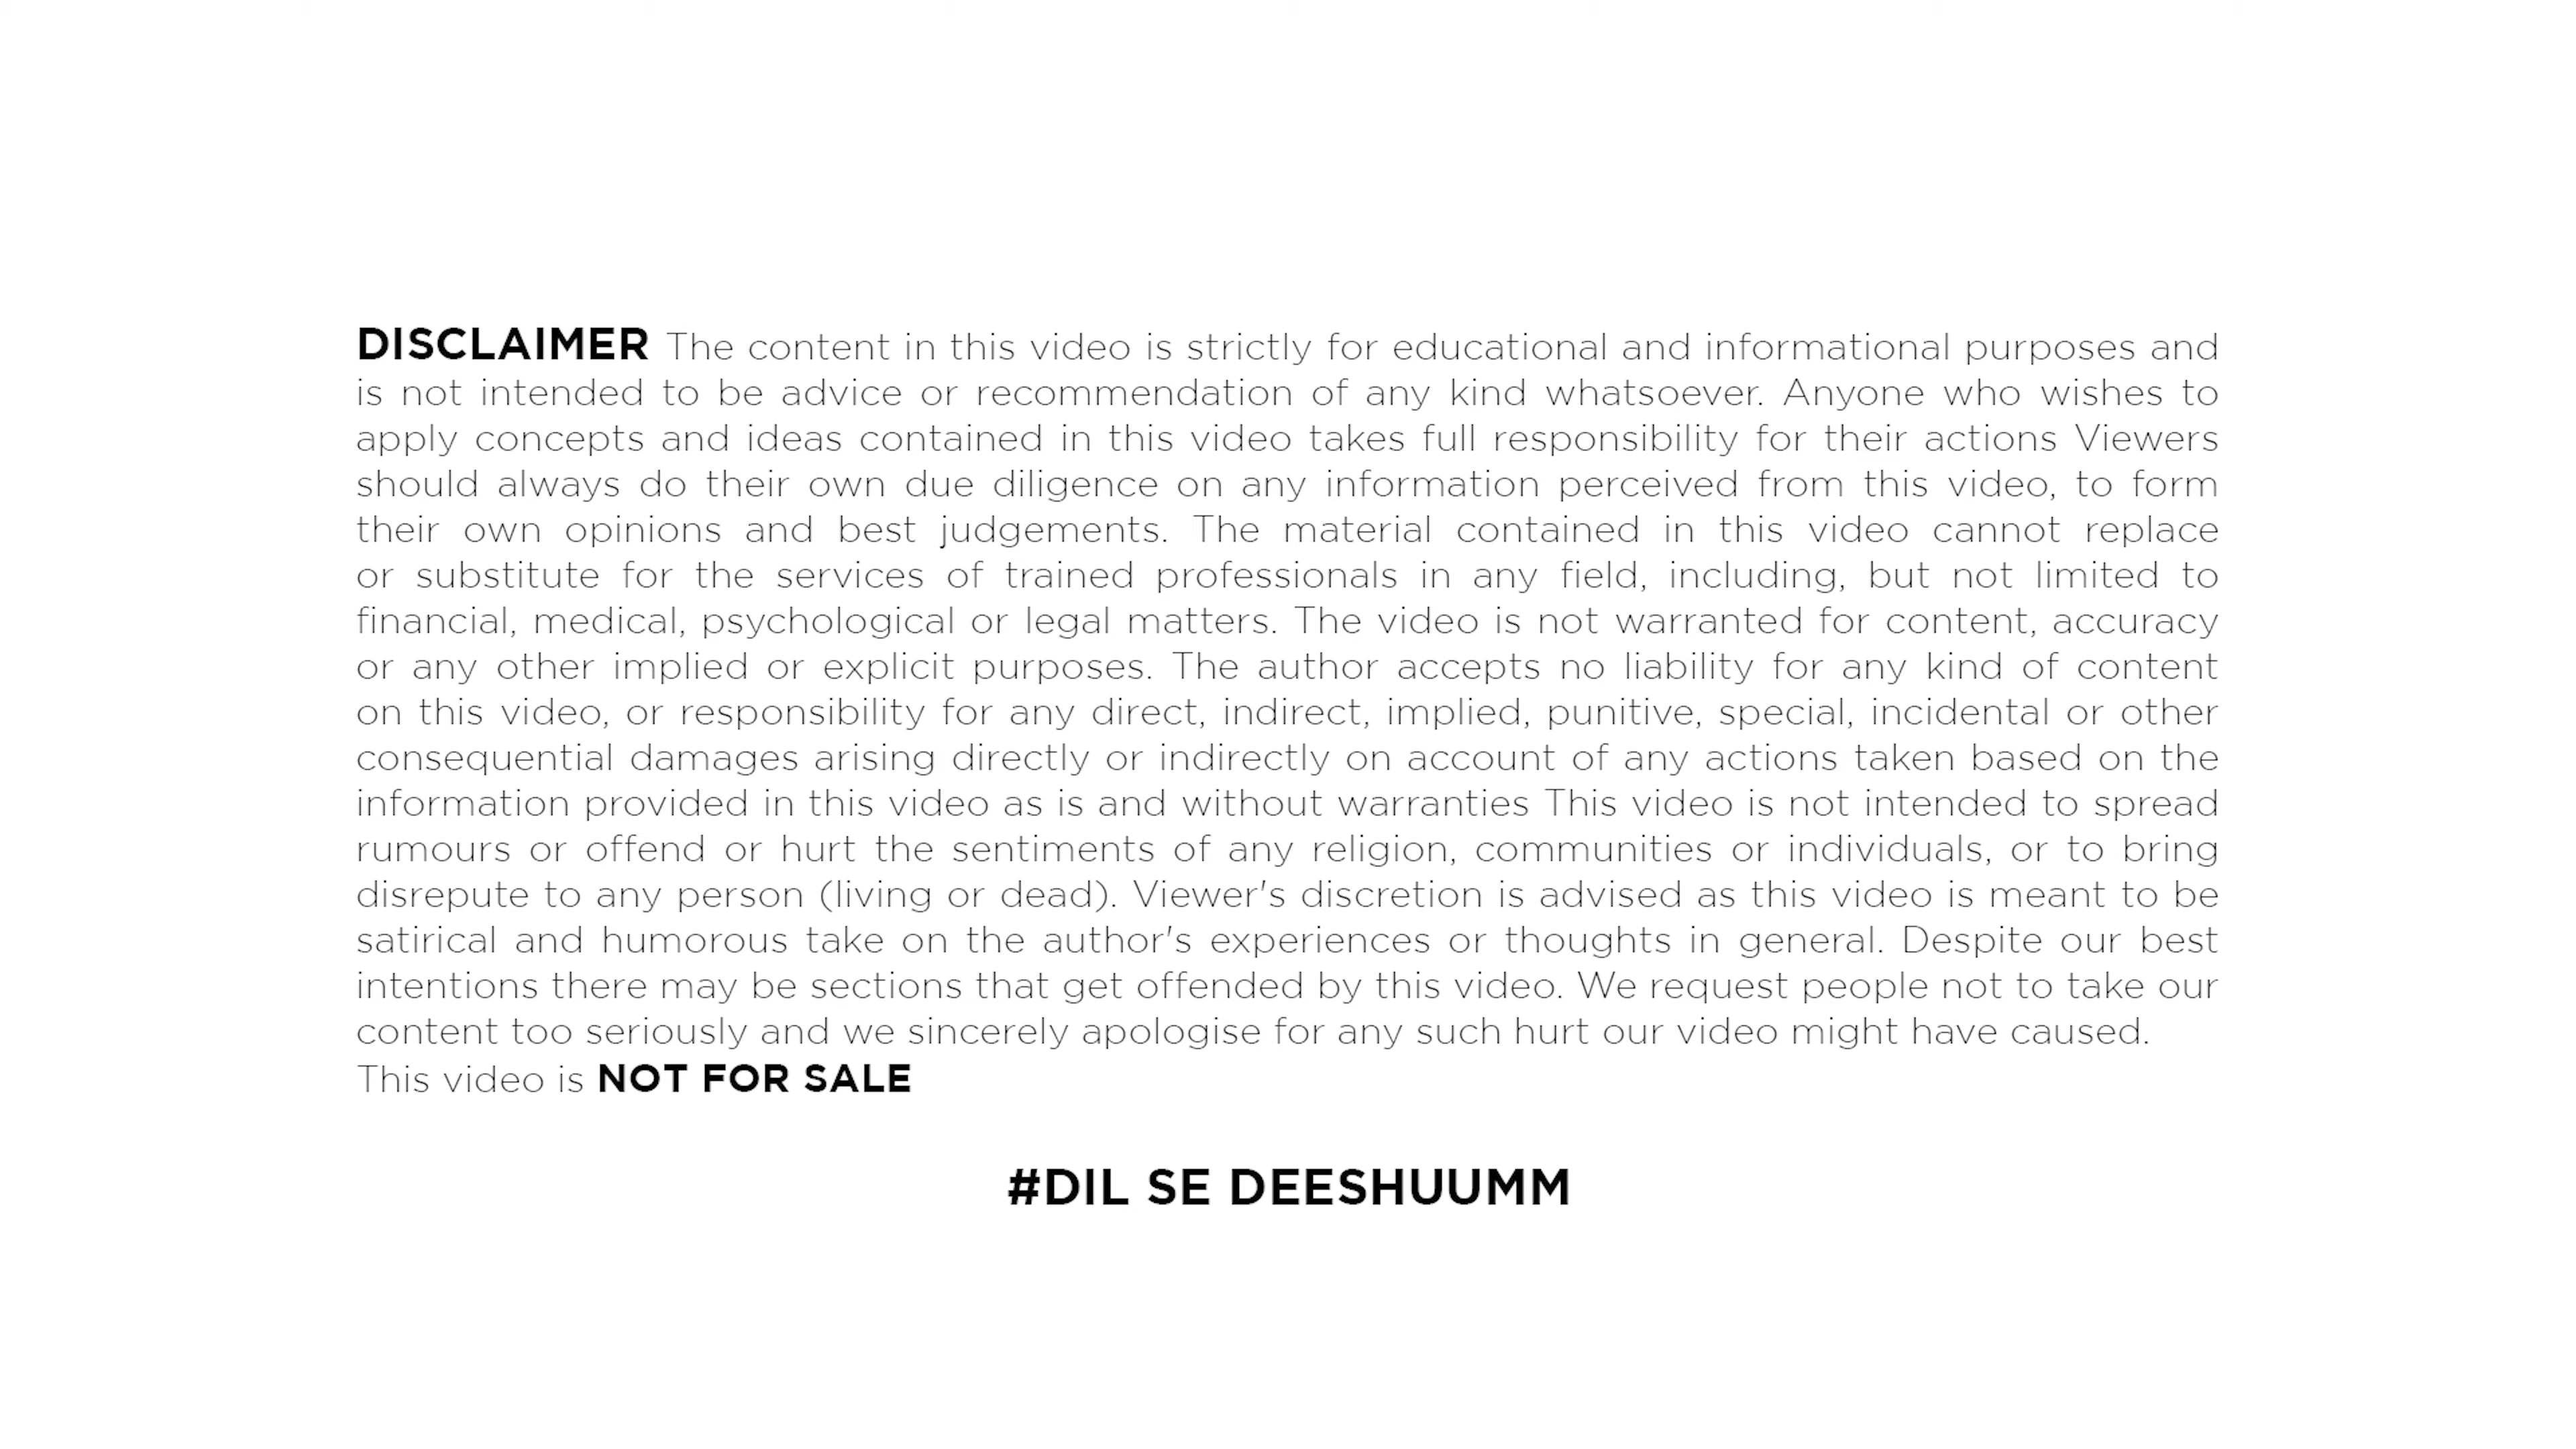 DISCLAIMER The content in this video is strictly for educational and informational purposes and
is not intended to be advice or recommendation of any kind whatsoever. Anyone who wishes to
apply concepts and ideas contained in this video takes full responsibility for their actions Viewers
should always do their own due diligence on any information perceived from this video, to form
their own opinions and best judgements. The material contained in this video cannot replace
or substitute for the services of trained professionals in any field, including, but not limited to
financial, medical, psychological or legal matters. The video is not warranted for content, accuracy
or any other implied or explicit purposes. The author accepts no liability for any kind of content
on this video, or responsibility for any direct, indirect, implied, punitive, special, incidental or other
consequential damages arising directly or indirectly on account of any actions taken based on the
information provided in this video as is and without warranties This video is not intended to spread
rumours or offend or hurt the sentiments of any religion, communities or individuals, or to bring
disrepute to any person (living or dead). Viewer's discretion is advised as this video is meant to be
satirical and humorous take on the author's experiences or thoughts in general. Despite our best
intentions there may be sections that get offended by this video. We request people not to take our
content too seriously and we sincerely apologise for any such hurt our video might have caused.
This video is NOT FOR SALE
#DIL SE DEESHUUMM